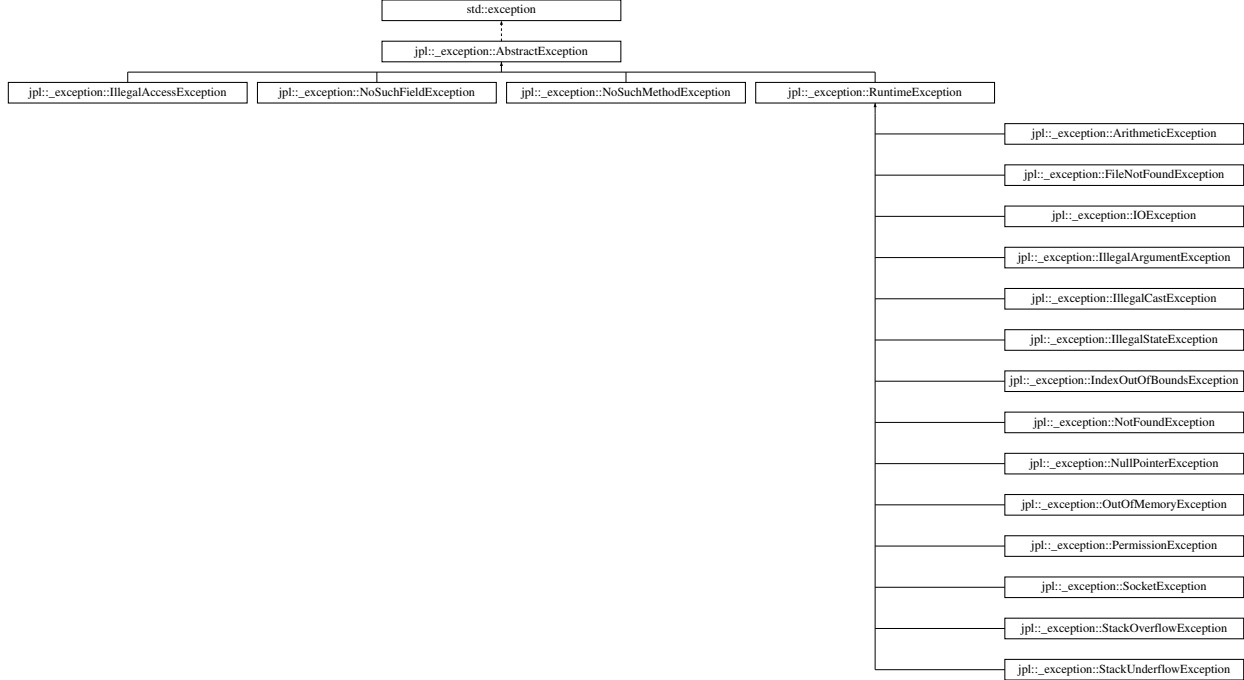 std::exception
jpl::_exception::AbstractException
jpl::_exception::IllegalAccessException
jpl::_exception::NoSuchFieldException
jpl::_exception::NoSuchMethodException
jpl::_exception::RuntimeException
jpl::_exception::ArithmeticException
jpl::_exception::FileNotFoundException
jpl::_exception::IOException
jpl::_exception::IllegalArgumentException
jpl::_exception::IllegalCastException
jpl::_exception::IllegalStateException
jpl::_exception::IndexOutOfBoundsException
jpl::_exception::NotFoundException
jpl::_exception::NullPointerException
jpl::_exception::OutOfMemoryException
jpl::_exception::PermissionException
jpl::_exception::SocketException
jpl::_exception::StackOverflowException
jpl::_exception::StackUnderflowException